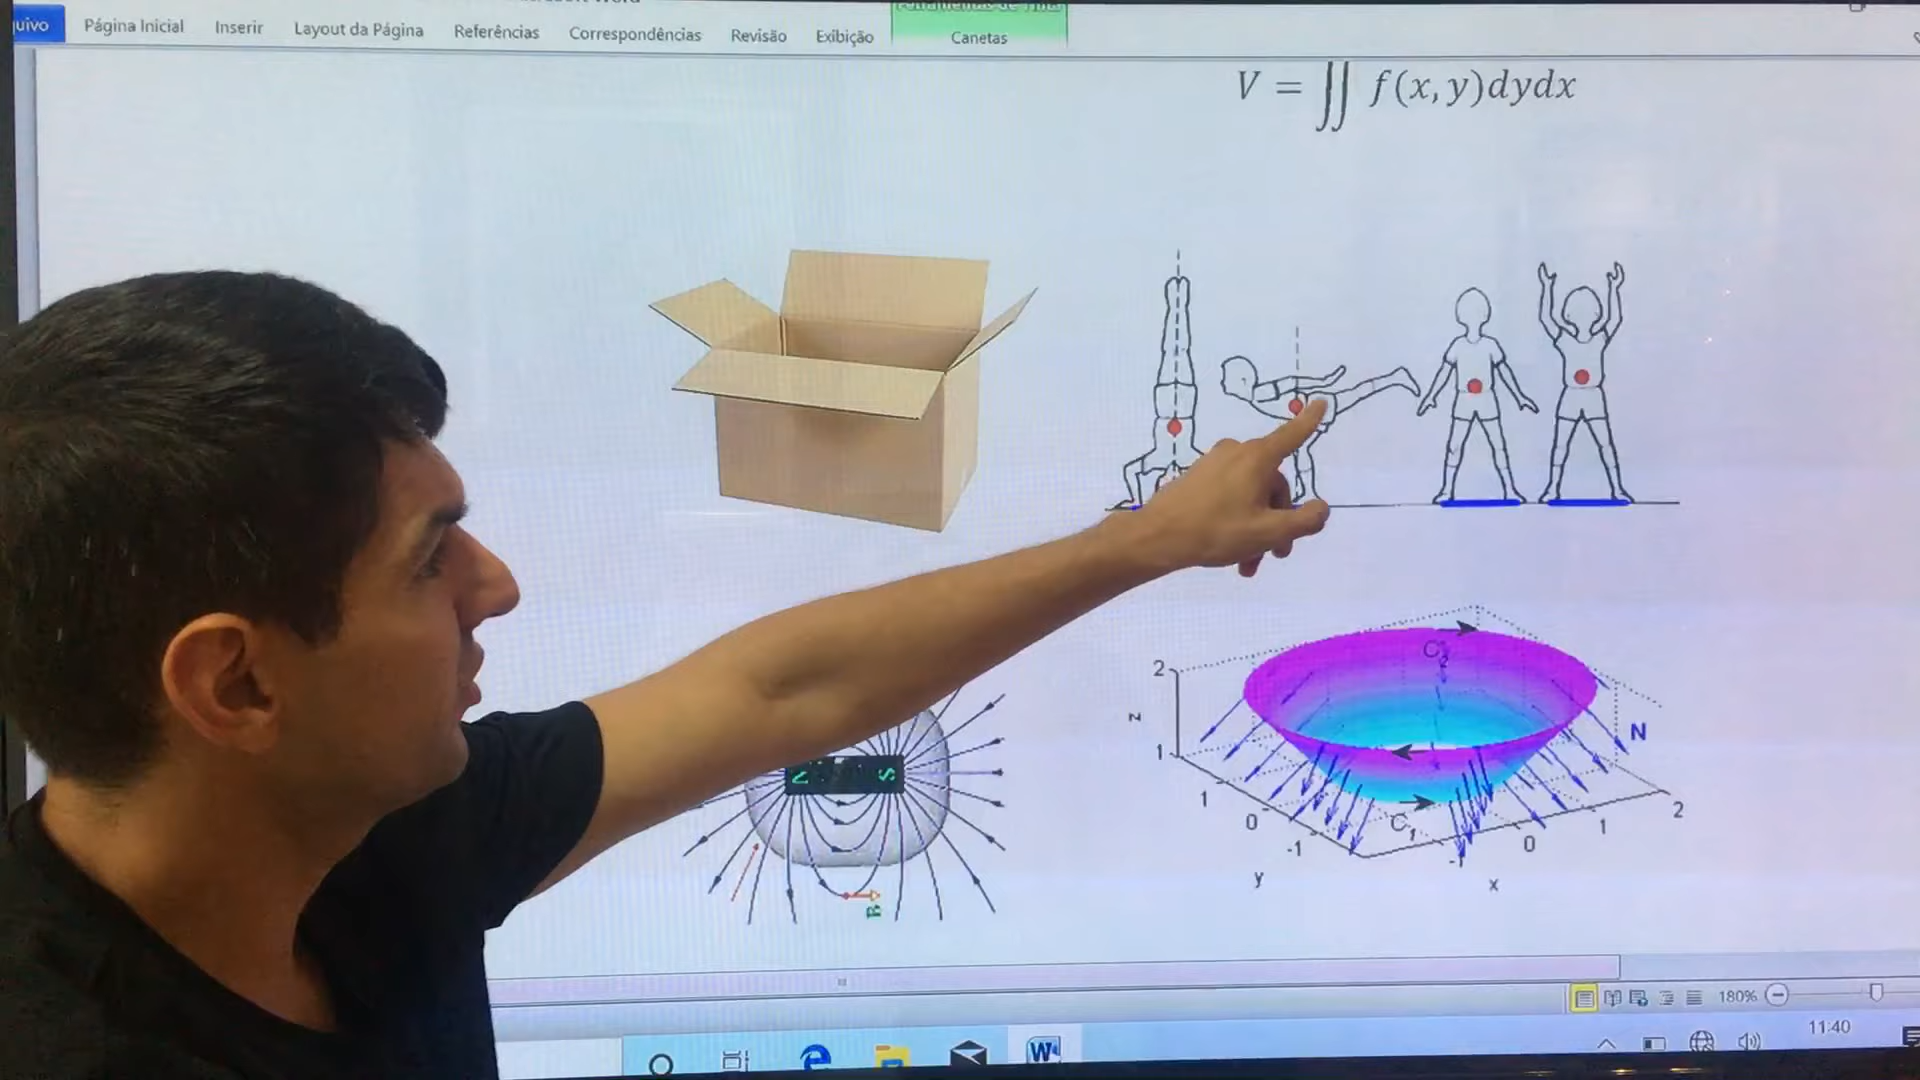 Página Inicial Inserir Layout da Página Referências Correspondências Revisão Exibição Canetas
V = ∬ f(x, y)dydx
2
1
z
C₂
N
C₁
1
0
-1
y
-1
0
1
2
x
S
B
180%
11:40